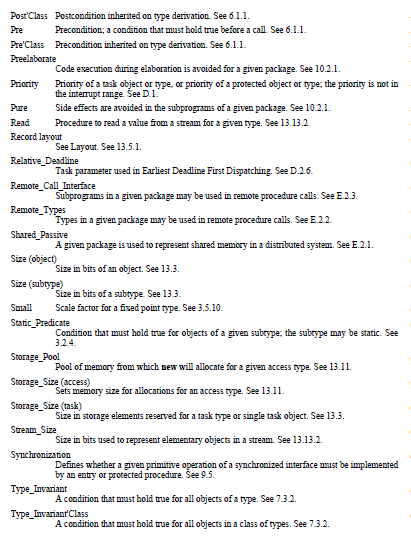 Post'Class Postcondition inherited on type derivation. See 6.1.1.
Pre Precondition; a condition that must hold true before a call. See 6.1.1.
Pre'Class Precondition inherited on type derivation. See 6.1.1.
Preelaborate
Code execution during elaboration is avoided for a given package. See 10.2.1.
Priority Priority of a task object or type, or priority of a protected object or type; the priority is not in
the interrupt range. See D.1.
Pure Side effects are avoided in the subprograms of a given package. See 10.2.1.
Read Procedure to read a value from a stream for a given type. See 13.13.2.
Record layout
See Layout. See 13.5.1.
Relative_Deadline
Task parameter used in Earliest Deadline First Dispatching. See D.2.6.
Remote_Call_Interface
Subprograms in a given package may be used in remote procedure calls. See E.2.3.
Remote_Types
Types in a given package may be used in remote procedure calls. See E.2.2.
Shared_Passive
A given package is used to represent shared memory in a distributed system. See E.2.1.
Size (object)
Size in bits of an object. See 13.3.
Size (subtype)
Size in bits of a subtype. See 13.3.
Small Scale factor for a fixed point type. See 3.5.10.
Static_Predicate
Condition that must hold true for objects of a given subtype; the subtype may be static. See
3.2.4.
Storage_Pool
Pool of memory from which new will allocate for a given access type. See 13.11.
Storage_Size (access)
Sets memory size for allocations for an access type. See 13.11.
Storage_Size (task)
Size in storage elements reserved for a task type or single task object. See 13.3.
Stream_Size
Size in bits used to represent elementary objects in a stream. See 13.13.2.
Synchronization
Defines whether a given primitive operation of a synchronized interface must be implemented
by an entry or protected procedure. See 9.5.
Type_Invariant
A condition that must hold true for all objects of a type. See 7.3.2.
Type_Invariant'Class
A condition that must hold true for all objects in a class of types. See 7.3.2.